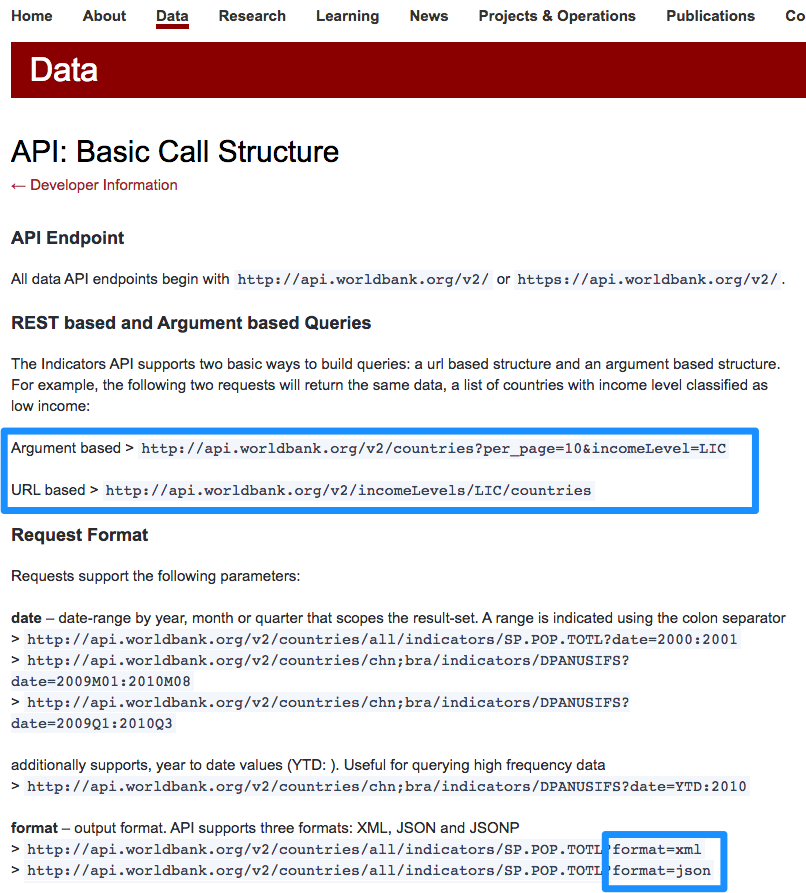 Home About Data Research Learning News Projects & Operations Publications Co
Data
API: Basic Call Structure
← Developer Information
API Endpoint
All data API endpoints begin with http://api.worldbank.org/v2/ or https://api.worldbank.org/v2/.
REST based and Argument based Queries
The Indicators API supports two basic ways to build queries: a url based structure and an argument based structure.
For example, the following two requests will return the same data, a list of countries with income level classified as
low income:
Argument based > http://api.worldbank.org/v2/countries?per_page=10&incomeLevel=LIC
URL based > http://api.worldbank.org/v2/incomeLevels/LIC/countries
Request Format
Requests support the following parameters:
date – date-range by year, month or quarter that scopes the result-set. A range is indicated using the colon separator
> http://api.worldbank.org/v2/countries/all/indicators/SP.POP.TOTL?date=2000:2001
> http://api.worldbank.org/v2/countries/chn;bra/indicators/DPANUSIFS?
date=2009M01:2010M08
> http://api.worldbank.org/v2/countries/chn;bra/indicators/DPANUSIFS?
date=2009Q1:2010Q3
additionally supports, year to date values (YTD: ). Useful for querying high frequency data
> http://api.worldbank.org/v2/countries/chn;bra/indicators/DPANUSIFS?date=YTD:2010
format – output format. API supports three formats: XML, JSON and JSONP
> http://api.worldbank.org/v2/countries/all/indicators/SP.POP.TOTL?format=xml
> http://api.worldbank.org/v2/countries/all/indicators/SP.POP.TOTL?format=json